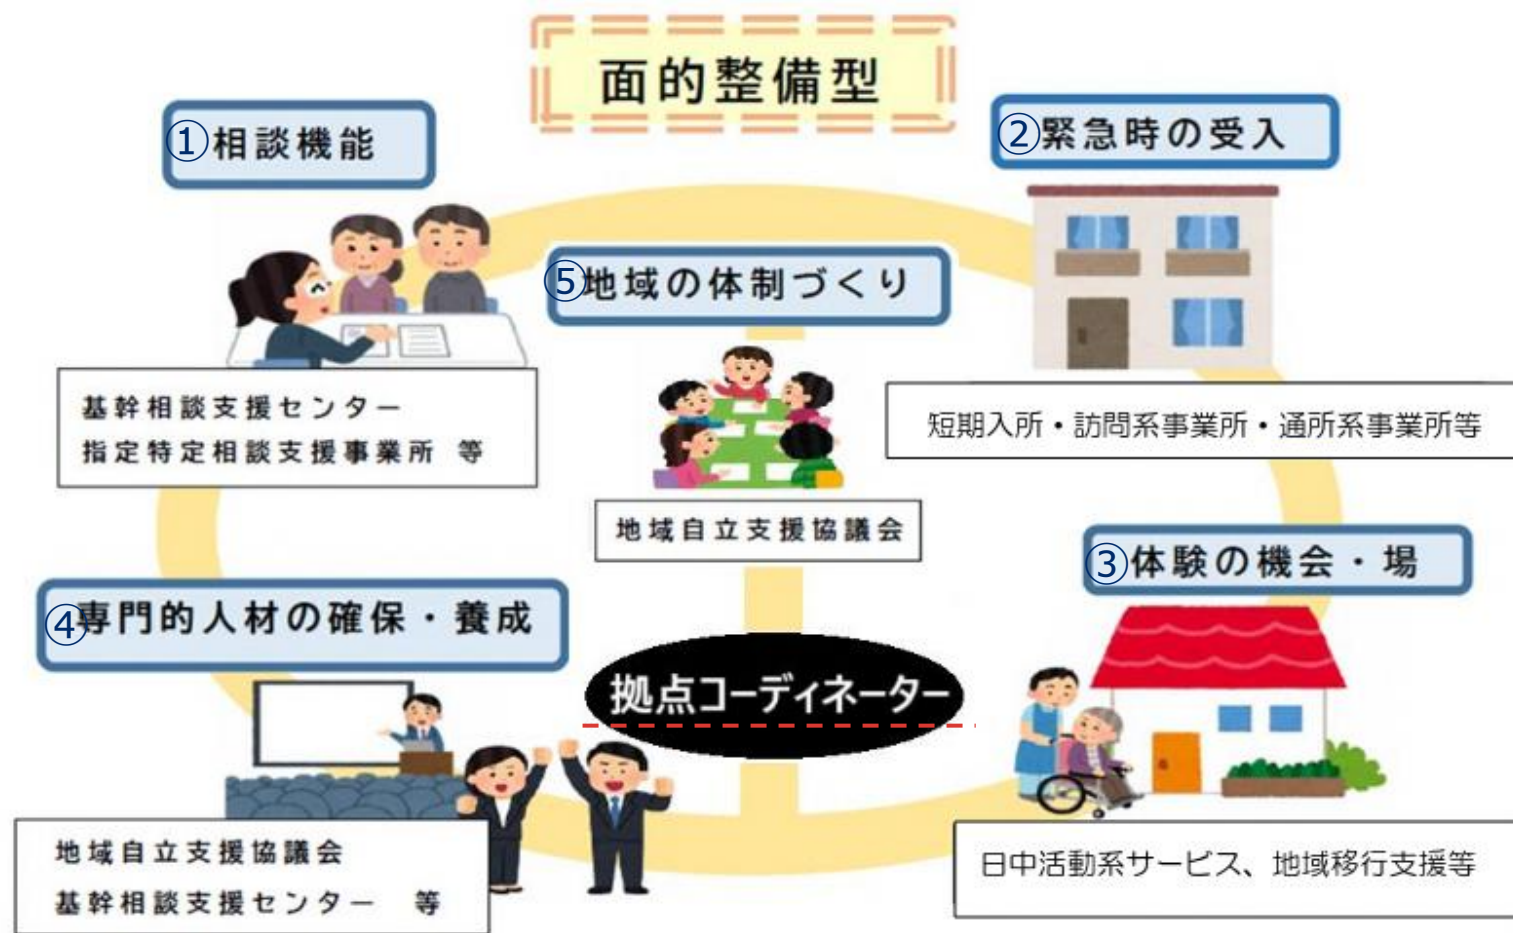 面的整備型
①相談機能
②緊急時の受入
⑤地域の体制づくり
基幹相談支援センター
指定特定相談支援事業所 等
短期入所・訪問系事業所・通所系事業所等
地域自立支援協議会
③体験の機会・場
④専門的人材の確保・養成
拠点コーディネーター
地域自立支援協議会
基幹相談支援センター 等
日中活動系サービス、地域移行支援等